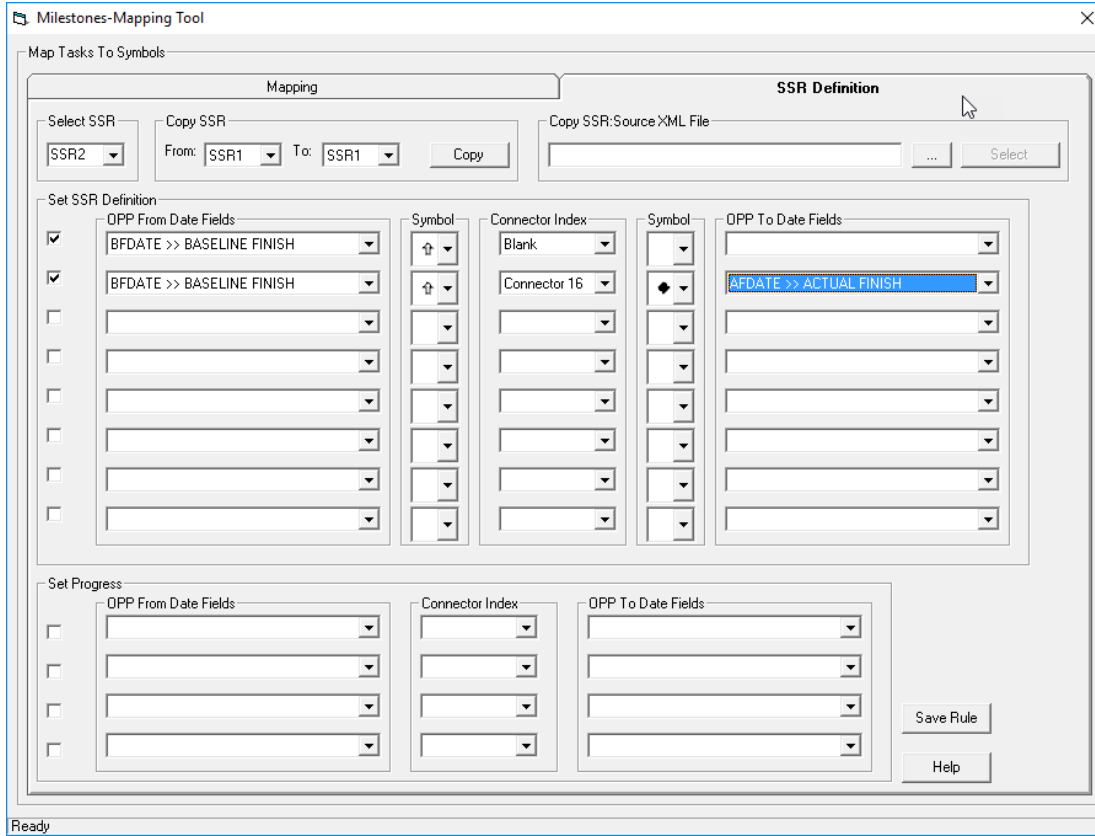 Milestones-Mapping Tool
Map Tasks To Symbols
Mapping
SSR Definition
Select SSR
Copy SSR
Copy SSR:Source XML File
SSR2
From:
SSR1
To:
SSR1
Copy
...
Select
Set SSR Definition
OPP From Date Fields
Symbol
Connector Index
Symbol
OPP To Date Fields
BFDATE >> BASELINE FINISH
Blank
BFDATE >> BASELINE FINISH
Connector 16
AFDATE >> ACTUAL FINISH
Set Progress
OPP From Date Fields
Connector Index
OPP To Date Fields
Save Rule
Help
Ready